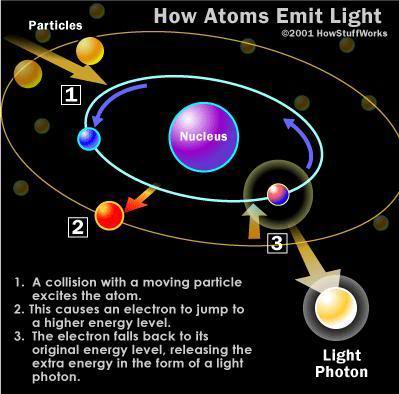 How Atoms Emit Light
©2001 HowStuffWorks
Particles
1
Nucleus
2
3
1. A collision with a moving particle
excites the atom.
2. This causes an electron to jump to
a higher energy level.
3. The electron falls back to its
original energy level, releasing the
extra energy in the form of a light
photon.
Light
Photon